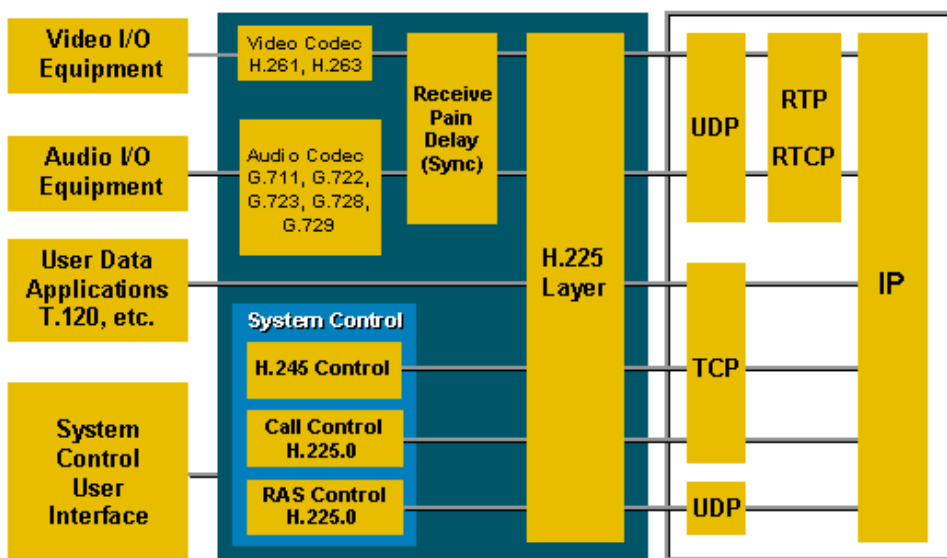 Video I/O
Equipment
Audio I/O
Equipment
User Data
Applications
T.120, etc.
System
Control
User
Interface
Video Codec
H.261, H.263
Audio Codec
G.711, G.722,
G.723, G.728,
G.729
Receive
Pain
Delay
(Sync)
System Control
H.245 Control
Call Control
H.225.0
RAS Control
H.225.0
H.225
Layer
UDP
RTP
RTCP
TCP
UDP
IP